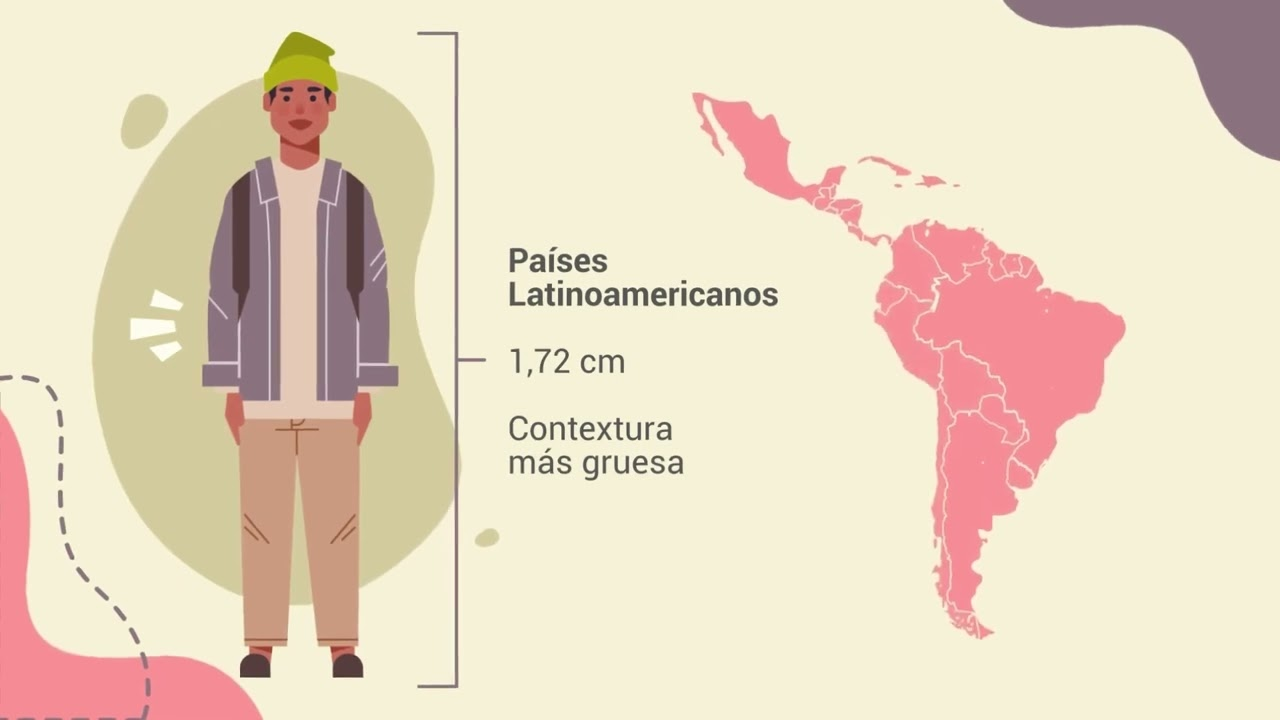 Países
Latinoamericanos
1,72 cm
Contextura
más gruesa